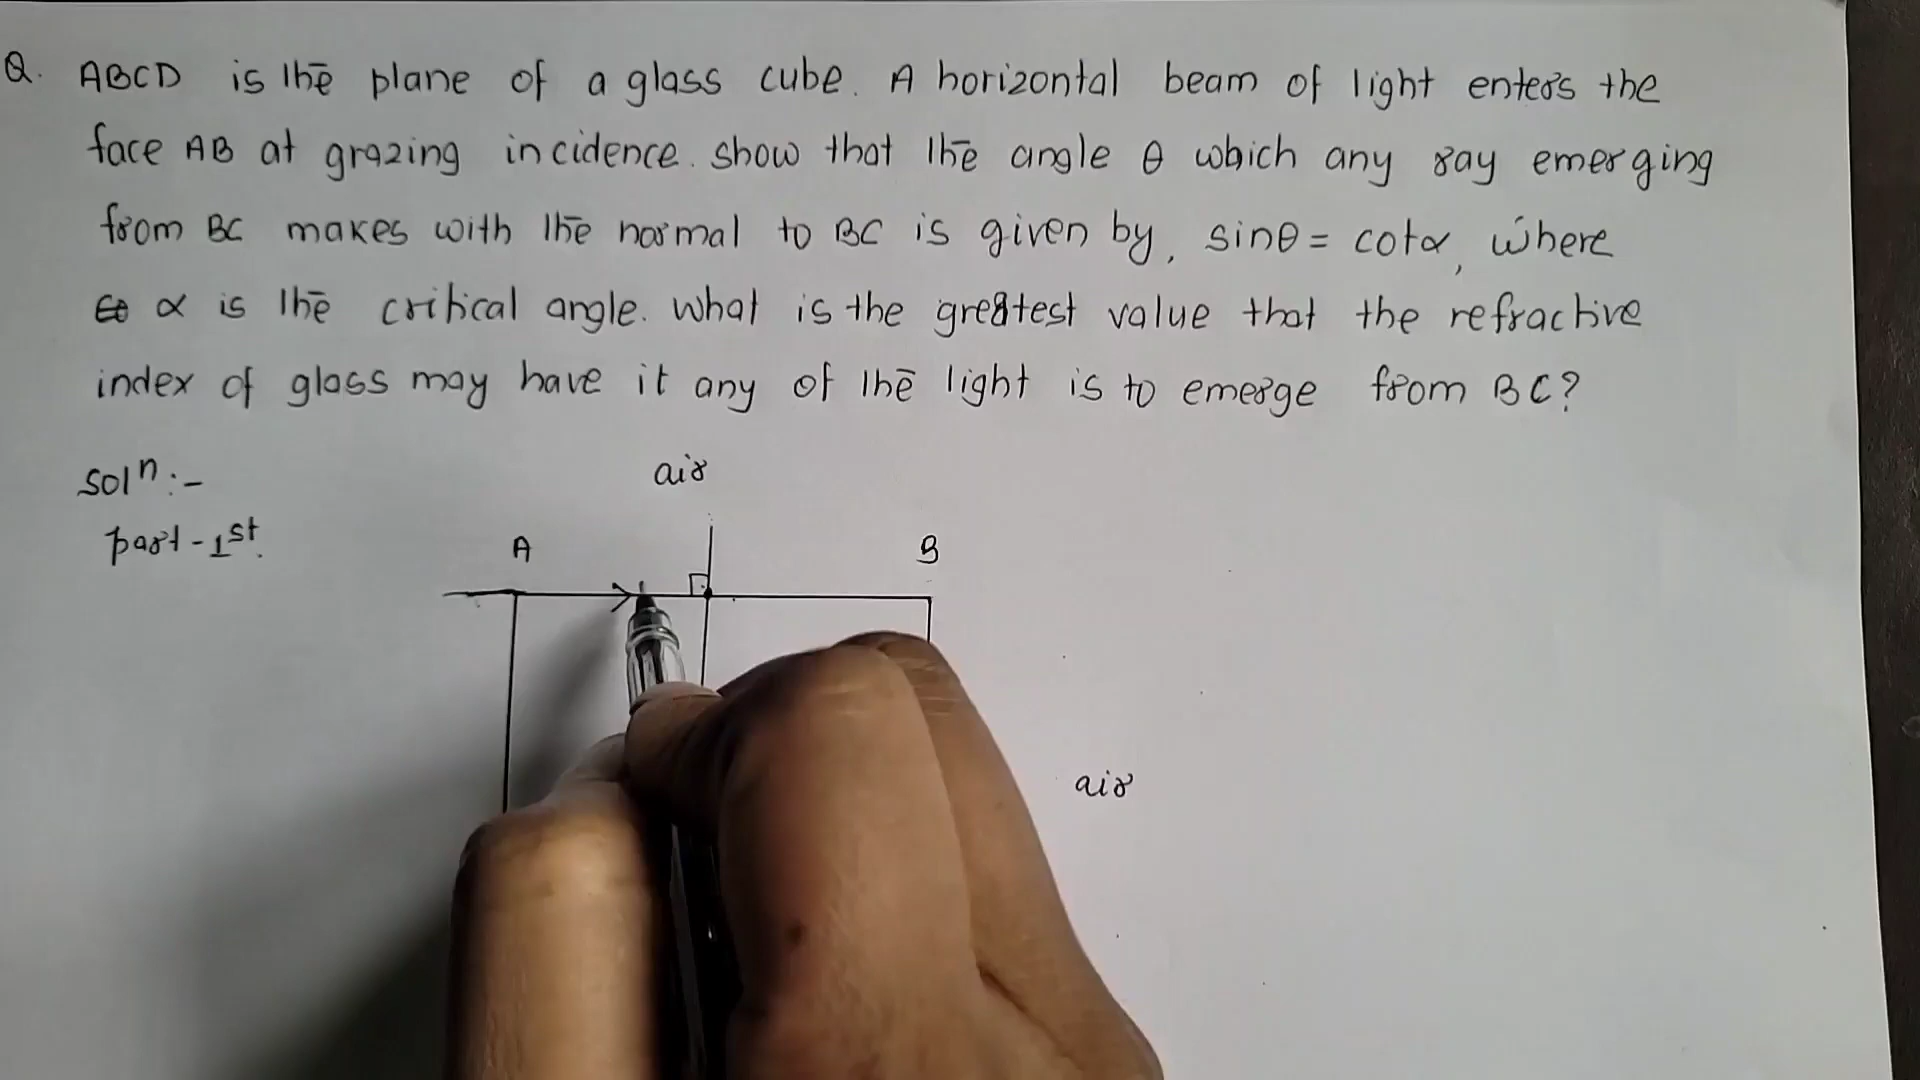 Q. ABCD is the plane of a glass cube. A horizontal beam of light enters the
face AB at grazing incidence. show that the angle θ which any ray emerging
from BC makes with the normal to BC is given by, sinθ = cotα, where
α is the critical angle. what is the greatest value that the refractive
index of glass may have it any of the light is to emerge from BC?
solⁿ:-
air
part-1st.
A
B
air